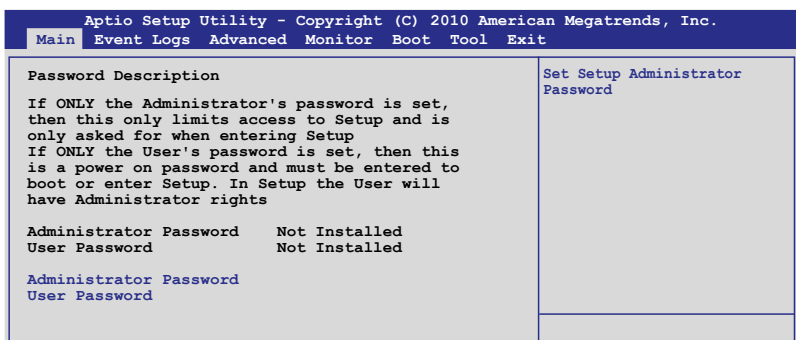 Aptio Setup Utility - Copyright (C) 2010 American Megatrends, Inc.
Main Event Logs Advanced Monitor Boot Tool Exit
Password Description
If ONLY the Administrator's password is set,
then this only limits access to Setup and is
only asked for when entering Setup
If ONLY the User's password is set, then this
is a power on password and must be entered to
boot or enter Setup. In Setup the User will
have Administrator rights
Administrator Password Not Installed
User Password Not Installed
Administrator Password
User Password
Set Setup Administrator
Password